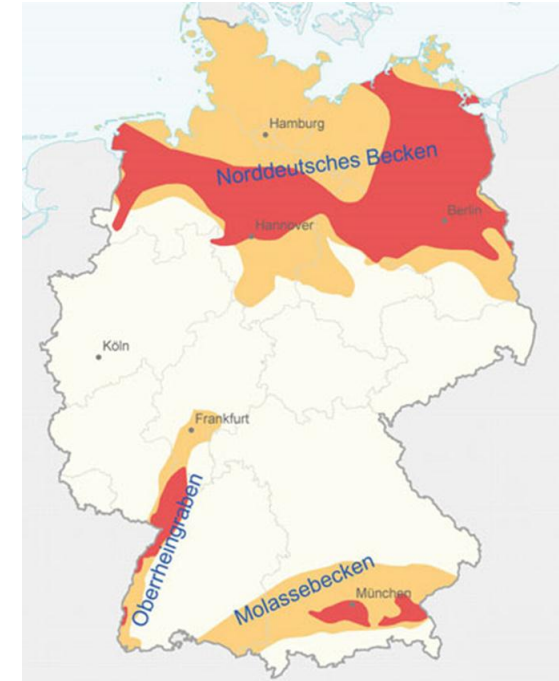 Hamburg
Norddeutsches Becken
Berlin
Hannover
Köln
Frankfurt
Oberrheingraben
Molassebecken
München